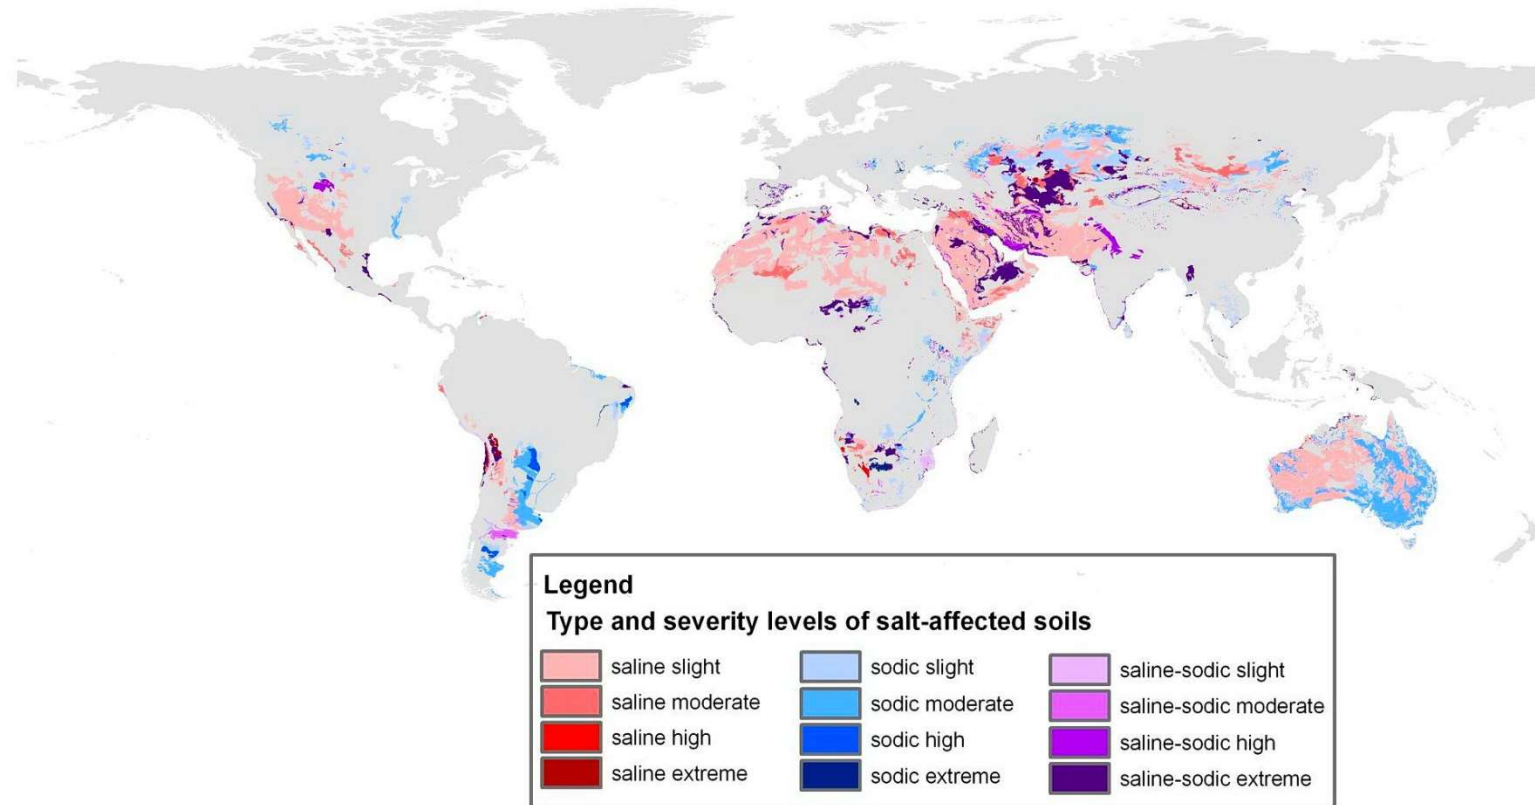 Legend
Type and severity levels of salt-affected soils
saline slight
saline moderate
saline high
saline extreme
sodic slight
sodic moderate
sodic high
sodic extreme
saline-sodic slight
saline-sodic moderate
saline-sodic high
saline-sodic extreme